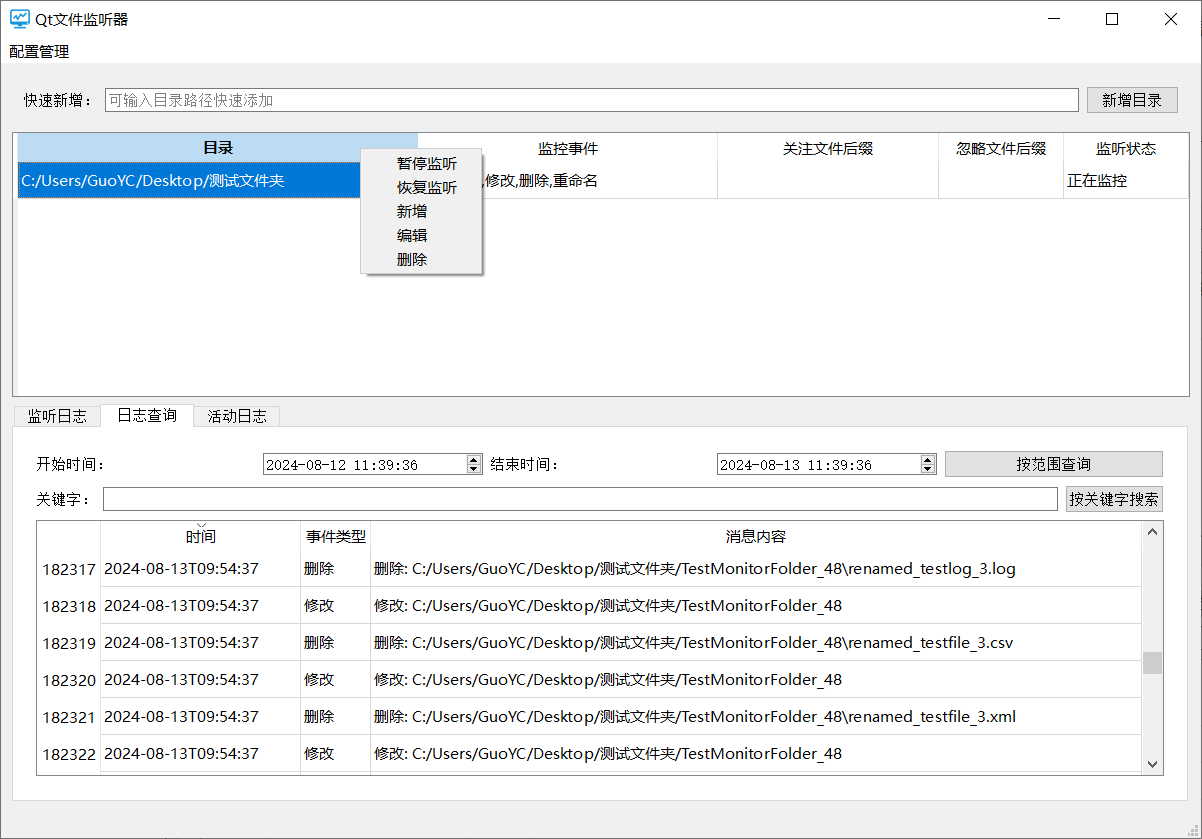 Qt文件监听器
配置管理
快速新增： 可输入目录路径快速添加 新增目录
目录 监控事件 关注文件后缀 忽略文件后缀 监听状态
C:/Users/GuoYC/Desktop/测试文件夹 ,修改,删除,重命名 正在监控
暂停监听
恢复监听
新增
编辑
删除
监听日志 日志查询 活动日志
开始时间： 2024-08-12 11:39:36 结束时间： 2024-08-13 11:39:36 按范围查询
关键字： 按关键字搜索
时间 事件类型 消息内容
182317 2024-08-13T09:54:37 删除 删除: C:/Users/GuoYC/Desktop/测试文件夹/TestMonitorFolder_48\renamed_testlog_3.log
182318 2024-08-13T09:54:37 修改 修改: C:/Users/GuoYC/Desktop/测试文件夹/TestMonitorFolder_48
182319 2024-08-13T09:54:37 删除 删除: C:/Users/GuoYC/Desktop/测试文件夹/TestMonitorFolder_48\renamed_testfile_3.csv
182320 2024-08-13T09:54:37 修改 修改: C:/Users/GuoYC/Desktop/测试文件夹/TestMonitorFolder_48
182321 2024-08-13T09:54:37 删除 删除: C:/Users/GuoYC/Desktop/测试文件夹/TestMonitorFolder_48\renamed_testfile_3.xml
182322 2024-08-13T09:54:37 修改 修改: C:/Users/GuoYC/Desktop/测试文件夹/TestMonitorFolder_48